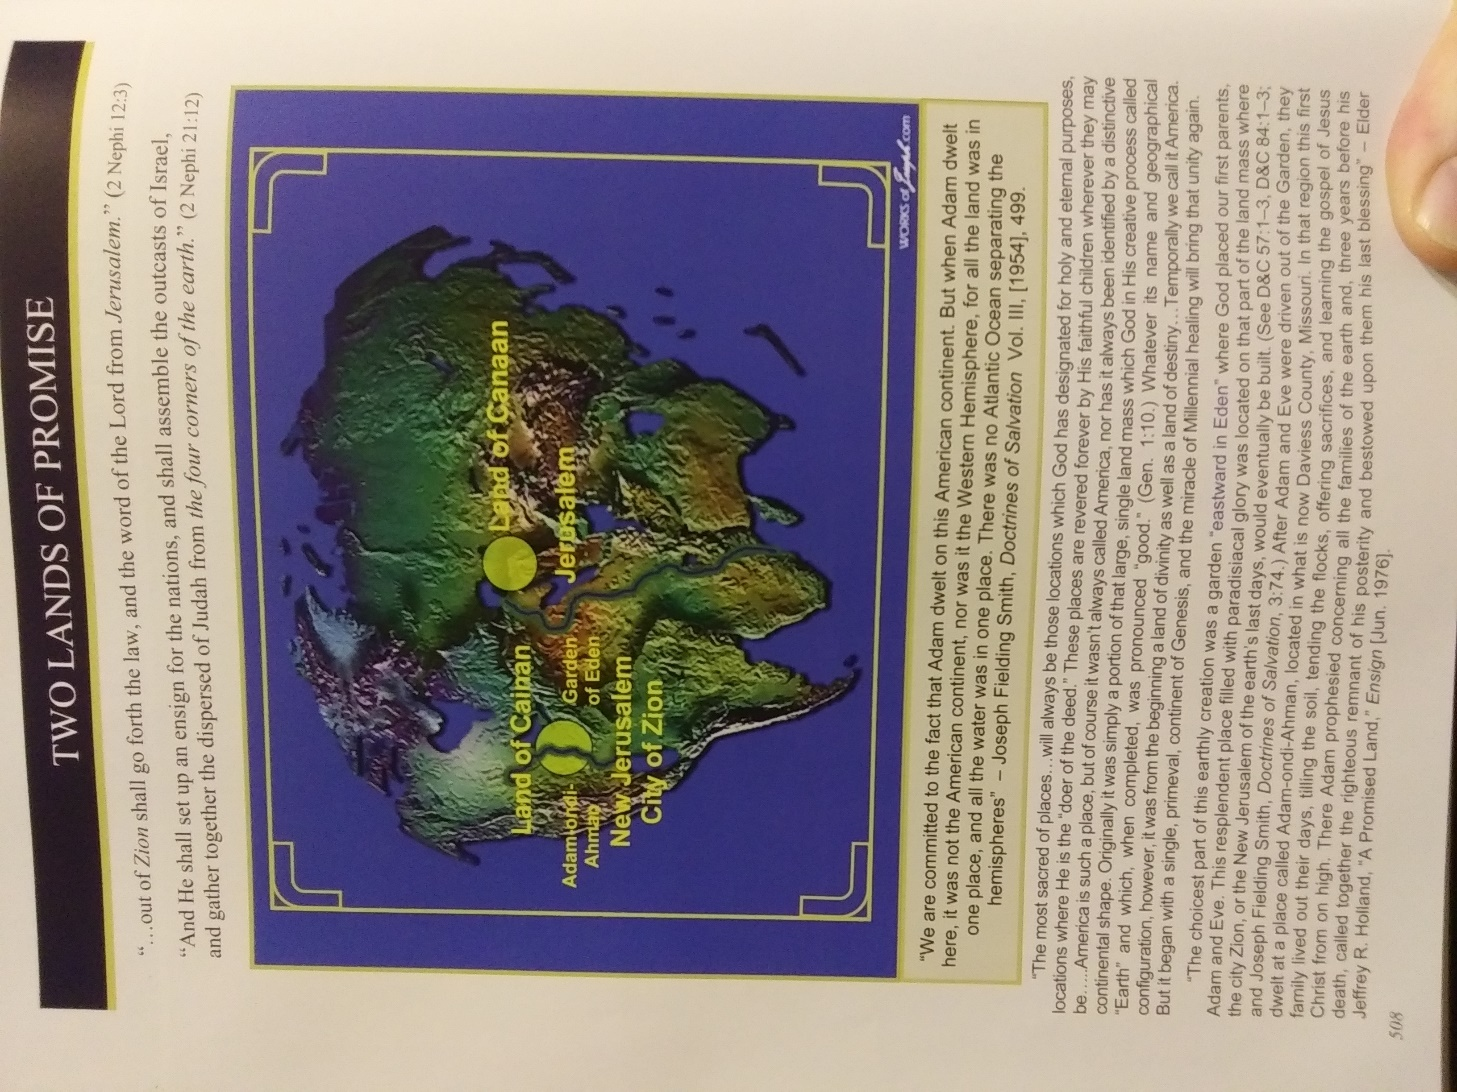 TWO LANDS OF PROMISE
“…out of Zion shall go forth the law, and the word of the Lord from Jerusalem.” (2 Nephi 12:3)
“And He shall set up an ensign for the nations, and shall assemble the outcasts of Israel,
and gather together the dispersed of Judah from the four corners of the earth.” (2 Nephi 21:12)
Land of Cainan
Land of Canaan
Adam-ondi-
Ahman
Garden
of Eden
Jerusalem
New Jerusalem
City of Zion
WORKS of Joseph.com
“We are committed to the fact that Adam dwelt on this American continent. But when Adam dwelt
here, it was not the American continent, nor was it the Western Hemisphere, for all the land was in
one place, and all the water was in one place. There was no Atlantic Ocean separating the
hemispheres” – Joseph Fielding Smith, Doctrines of Salvation Vol. III, [1954], 499.
“The most sacred of places…will always be those locations which God has designated for holy and eternal purposes,
locations where He is the “doer of the deed.” These places are revered forever by His faithful children wherever they may
be…..America is such a place, but of course it wasn’t always called America, nor has it always been identified by a distinctive
continental shape. Originally it was simply a portion of that large, single land mass which God in His creative process called
“Earth” and which, when completed, was pronounced “good.” (Gen. 1:10.) Whatever its name and geographical
configuration, however, it was from the beginning a land of divinity as well as a land of destiny… Temporally we call it America.
But it began with a single, primeval, continent of Genesis, and the miracle of Millennial healing will bring that unity again.
“The choicest part of this earthly creation was a garden “eastward in Eden” where God placed our first parents,
Adam and Eve. This resplendent place filled with paradisiacal glory was located on that part of the land mass where
the city Zion, or the New Jerusalem of the earth’s last days, would eventually be built. (See D&C 57:1–3, D&C 84:1–3;
and Joseph Fielding Smith, Doctrines of Salvation, 3:74.) After Adam and Eve were driven out of the Garden, they
dwelt at a place called Adam-ondi-Ahman, located in what is now Daviess County, Missouri. In that region this first
family lived out their days, tilling the soil, tending the flocks, offering sacrifices, and learning the gospel of Jesus
Christ from on high. There Adam prophesied concerning all the families of the earth and, three years before his
death, called together the righteous remnant of his posterity and bestowed upon them his last blessing” – Elder
Jeffrey R. Holland, “A Promised Land,” Ensign [Jun. 1976].
508